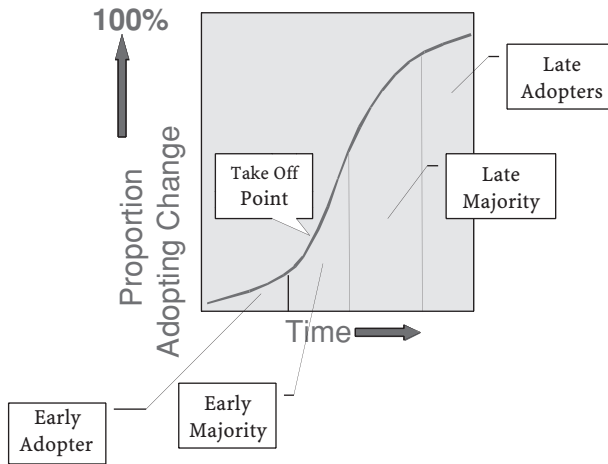 100%
Proportion
Adopting Change
Take Off
Point
Late
Adopters
Late
Majority
Time
Early
Adopter
Early
Majority